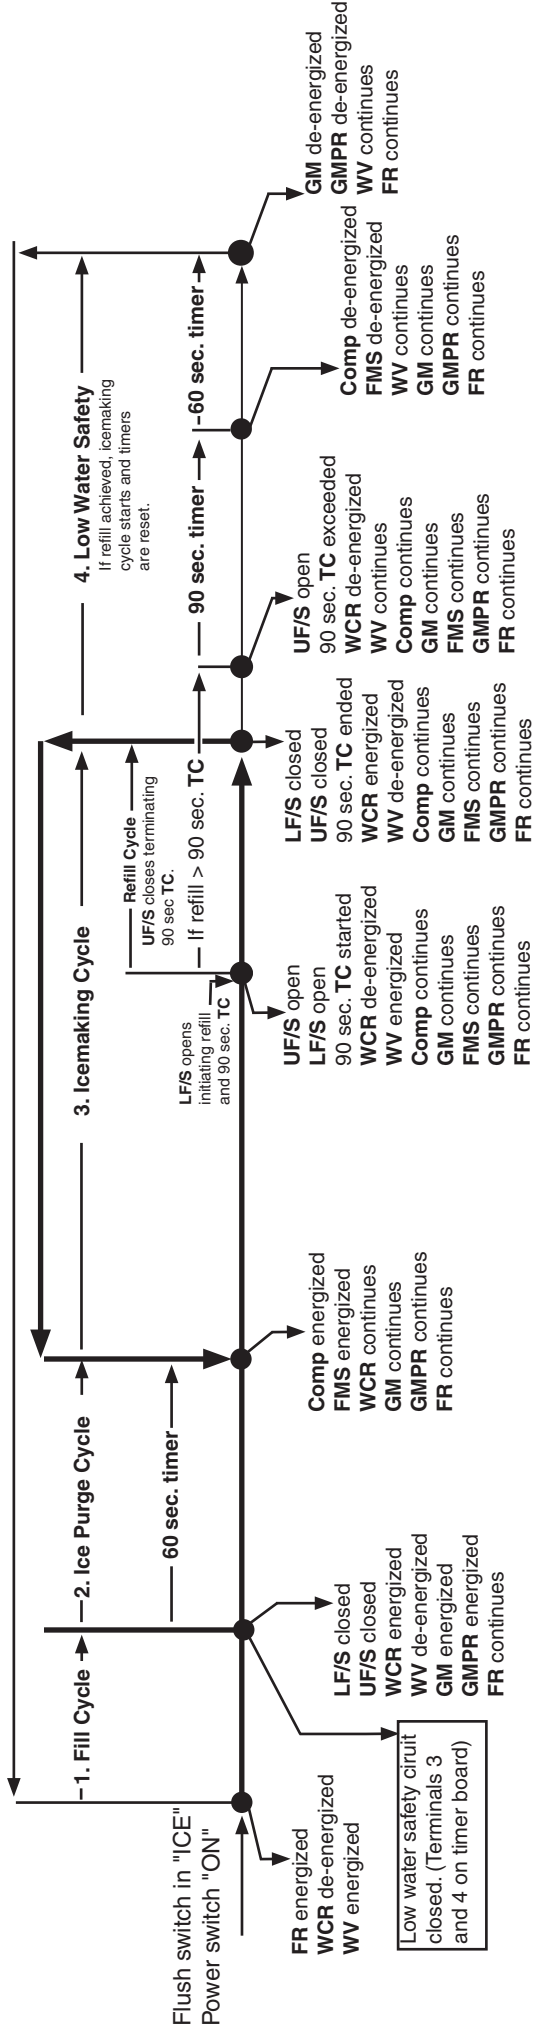 Flush switch in "ICE"
Power switch "ON"
1. Fill Cycle
2. Ice Purge Cycle
3. Icemaking Cycle
4. Low Water Safety
If refill achieved, icemaking
cycle starts and timers
are reset.
60 sec. timer
Refill Cycle
UF/S closes terminating
90 sec TC.
If refill > 90 sec. TC
90 sec. timer
60 sec. timer
LF/S opens
initiating refill
and 90 sec. TC
FR energized
WCR de-energized
WV energized
Low water safety ciruit
closed. (Terminals 3
and 4 on timer board)
LF/S closed
UF/S closed
WCR energized
WV de-energized
GM energized
GMPR energized
FR continues
Comp energized
FMS energized
WCR continues
GM continues
GMPR continues
FR continues
UF/S open
LF/S open
90 sec. TC started
WCR de-energized
WV energized
Comp continues
GM continues
FMS continues
GMPR continues
FR continues
LF/S closed
UF/S closed
90 sec. TC ended
WCR energized
WV de-energized
Comp continues
GM continues
FMS continues
GMPR continues
FR continues
UF/S open
90 sec. TC exceeded
WCR de-energized
WV continues
Comp continues
GM continues
FMS continues
GMPR continues
FR continues
Comp de-energized
FMS de-energized
WV continues
GM continues
GMPR continues
FR continues
GM de-energized
GMPR de-energized
WV continues
FR continues